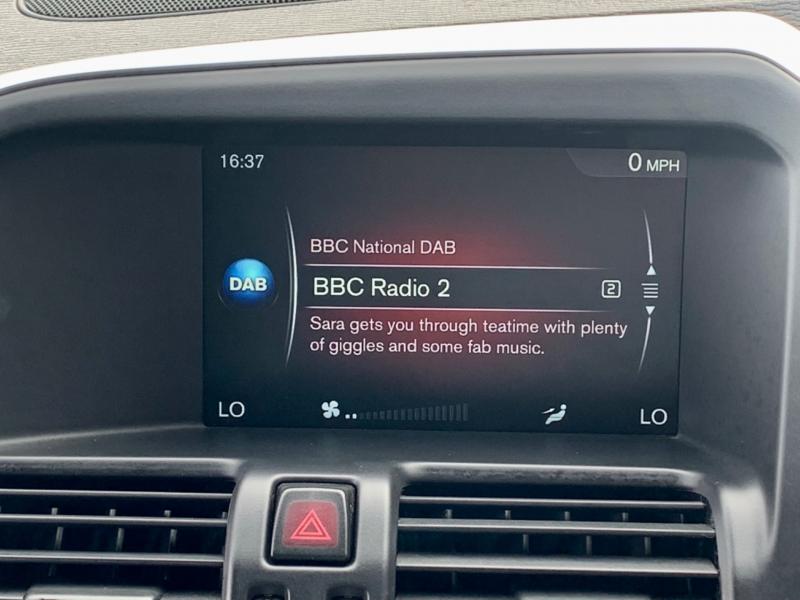 16:37
0 MPH
BBC National DAB
DAB
BBC Radio 2
2
Sara gets you through teatime with plenty
of giggles and some fab music.
LO
LO